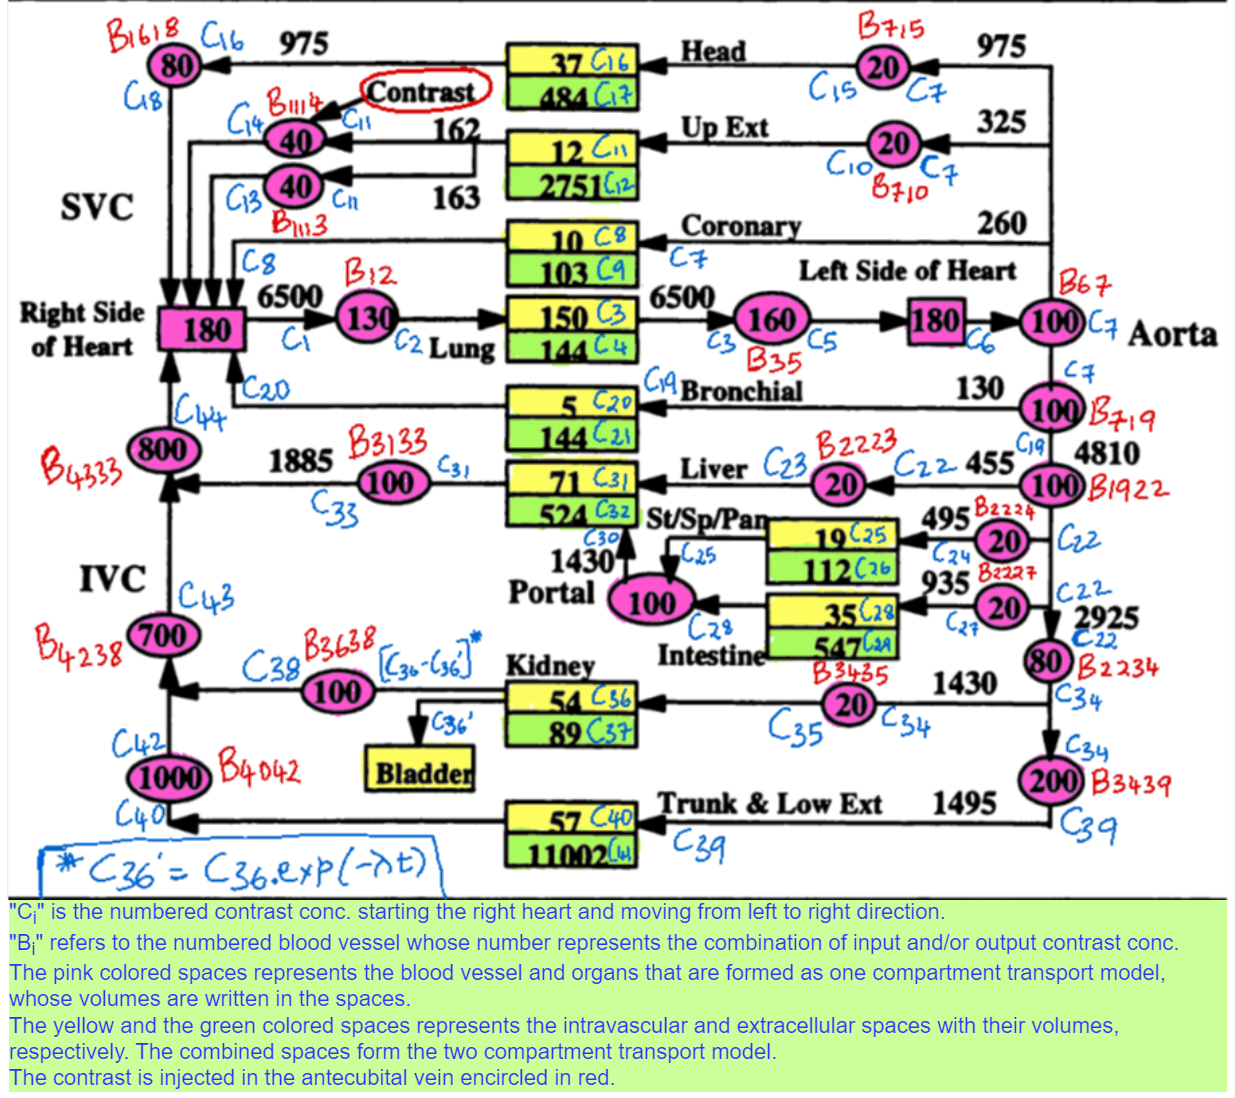 B1618 C16 975 37 C16 Head B715 975
80 20
C18 484 C17 C15 C7
B1114 Contrast
C14 C11 Up Ext 325
40 162 12 C11 20
2751 C12 C10 C7
40 B710
SVC C13 C11 163
B1113 Coronary 260
10 C8
C8 103 C9 C7
B12 Left Side of Heart B67
Right Side 6500 6500
of Heart 180 130 150 C3 160 180 100 C7 Aorta
C1 C2 Lung 144 C4 C3 B35 C5 C6
C7
C20 C19 Bronchial 130
5 C20 100 B719
C44 144 C21
B4333 800 B3133 B2223 C19 4810
1885 C31 71 C31 Liver C23 C22 455
100 20 100 B1922
C33 524 C32 St/Sp/Pan B2224
C30 495
1430 C25 19 C25 20 C22
112 C26 C24
IVC B2227
Portal 100 935 C22
C43 35 C28 20 2925
C28 547 C29 C27 C22
700 Intestine
B4238 B3638 [C36-C36']* Kidney B3435 80 B2234
C38 54 C36 1430 C34
100 20
C36' 89 C37 C35 C34
C34
C42 Bladder
1000 B4042 200 B3439
C40 57 C40 Trunk & Low Ext 1495
11002 C41 C39 C39
* C36' = C36.exp(-λt)
"Ci" is the numbered contrast conc. starting the right heart and moving from left to right direction.
"Bi" refers to the numbered blood vessel whose number represents the combination of input and/or output contrast conc.
The pink colored spaces represents the blood vessel and organs that are formed as one compartment transport model,
whose volumes are written in the spaces.
The yellow and the green colored spaces represents the intravascular and extracellular spaces with their volumes,
respectively. The combined spaces form the two compartment transport model.
The contrast is injected in the antecubital vein encircled in red.